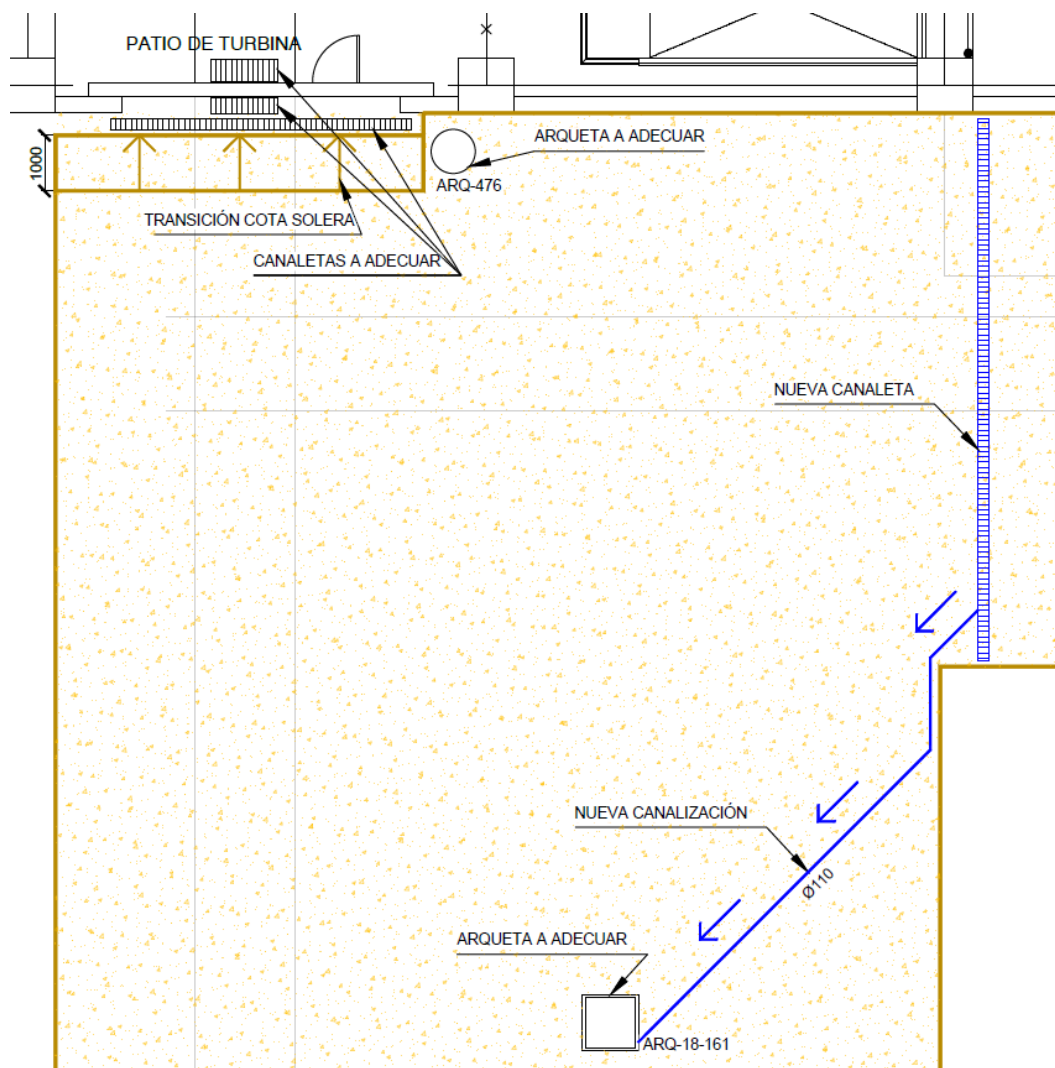 PATIO DE TURBINA
ARQUETA A ADECUAR
1000
ARQ-476
TRANSICIÓN COTA SOLERA
CANALETAS A ADECUAR
NUEVA CANALETA
NUEVA CANALIZACIÓN
Ø110
ARQUETA A ADECUAR
ARQ-18-161